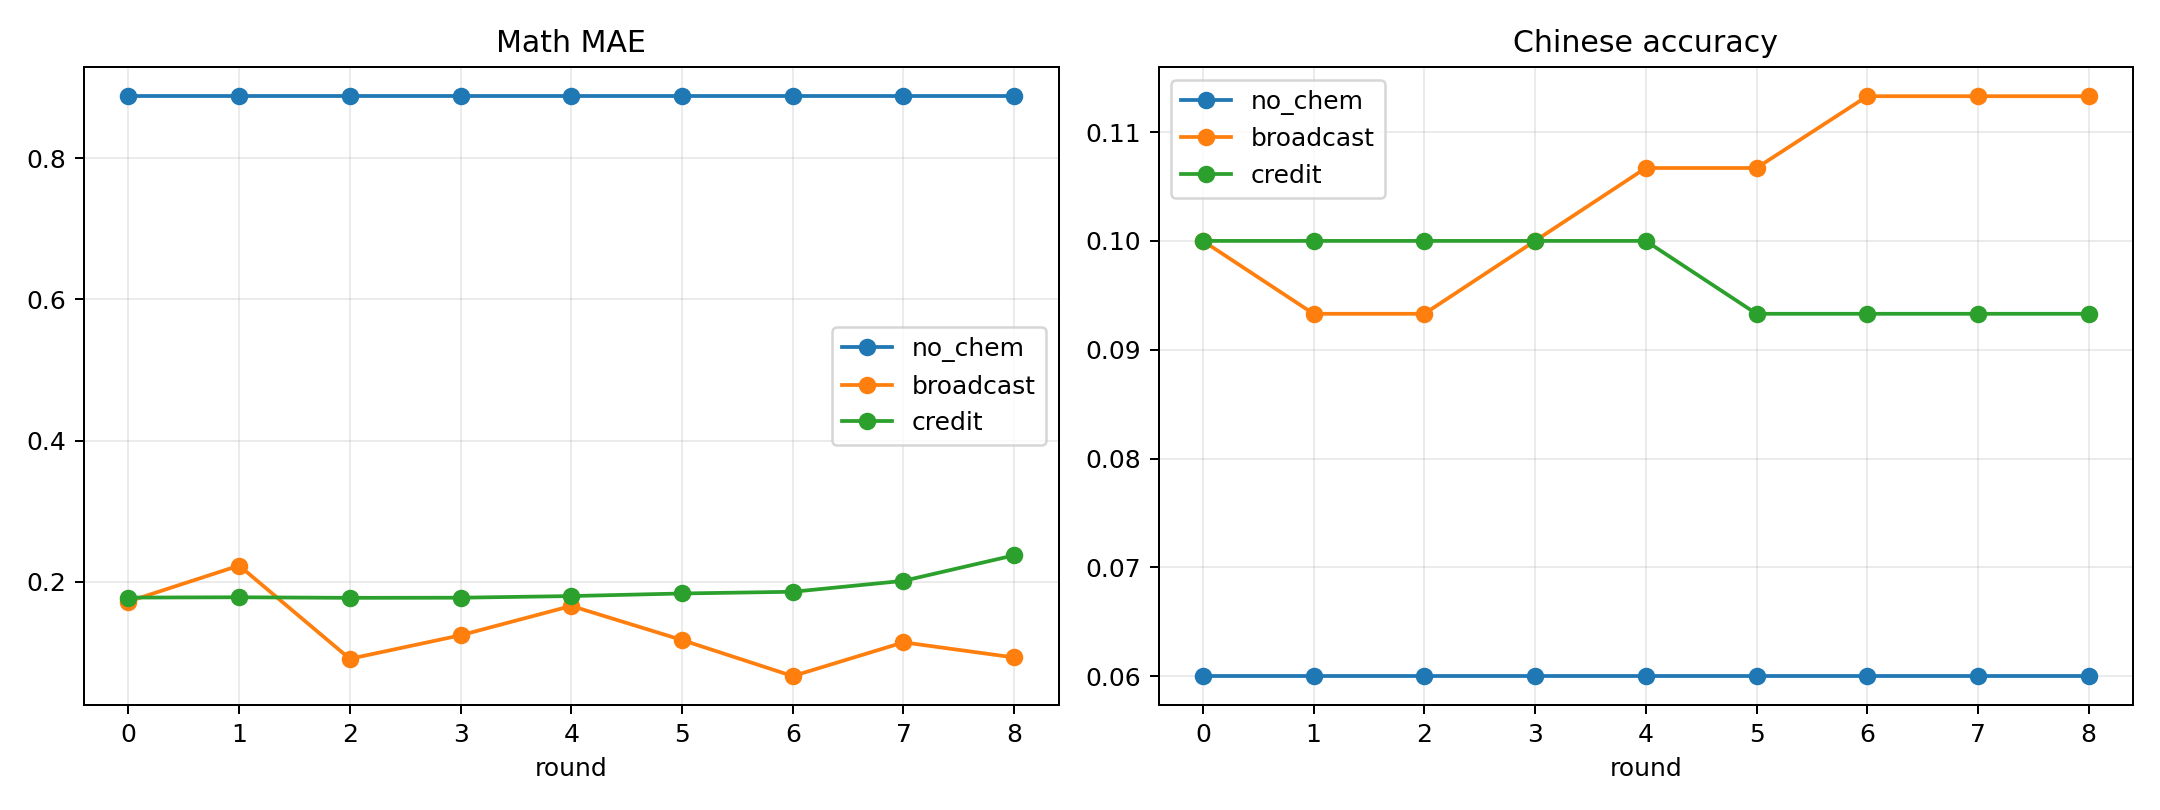 Math MAE
0.8
0.6
0.4
0.2
no_chem
broadcast
credit
0 1 2 3 4 5 6 7 8
round
Chinese accuracy
no_chem
broadcast
credit
0.11
0.10
0.09
0.08
0.07
0.06
0 1 2 3 4 5 6 7 8
round